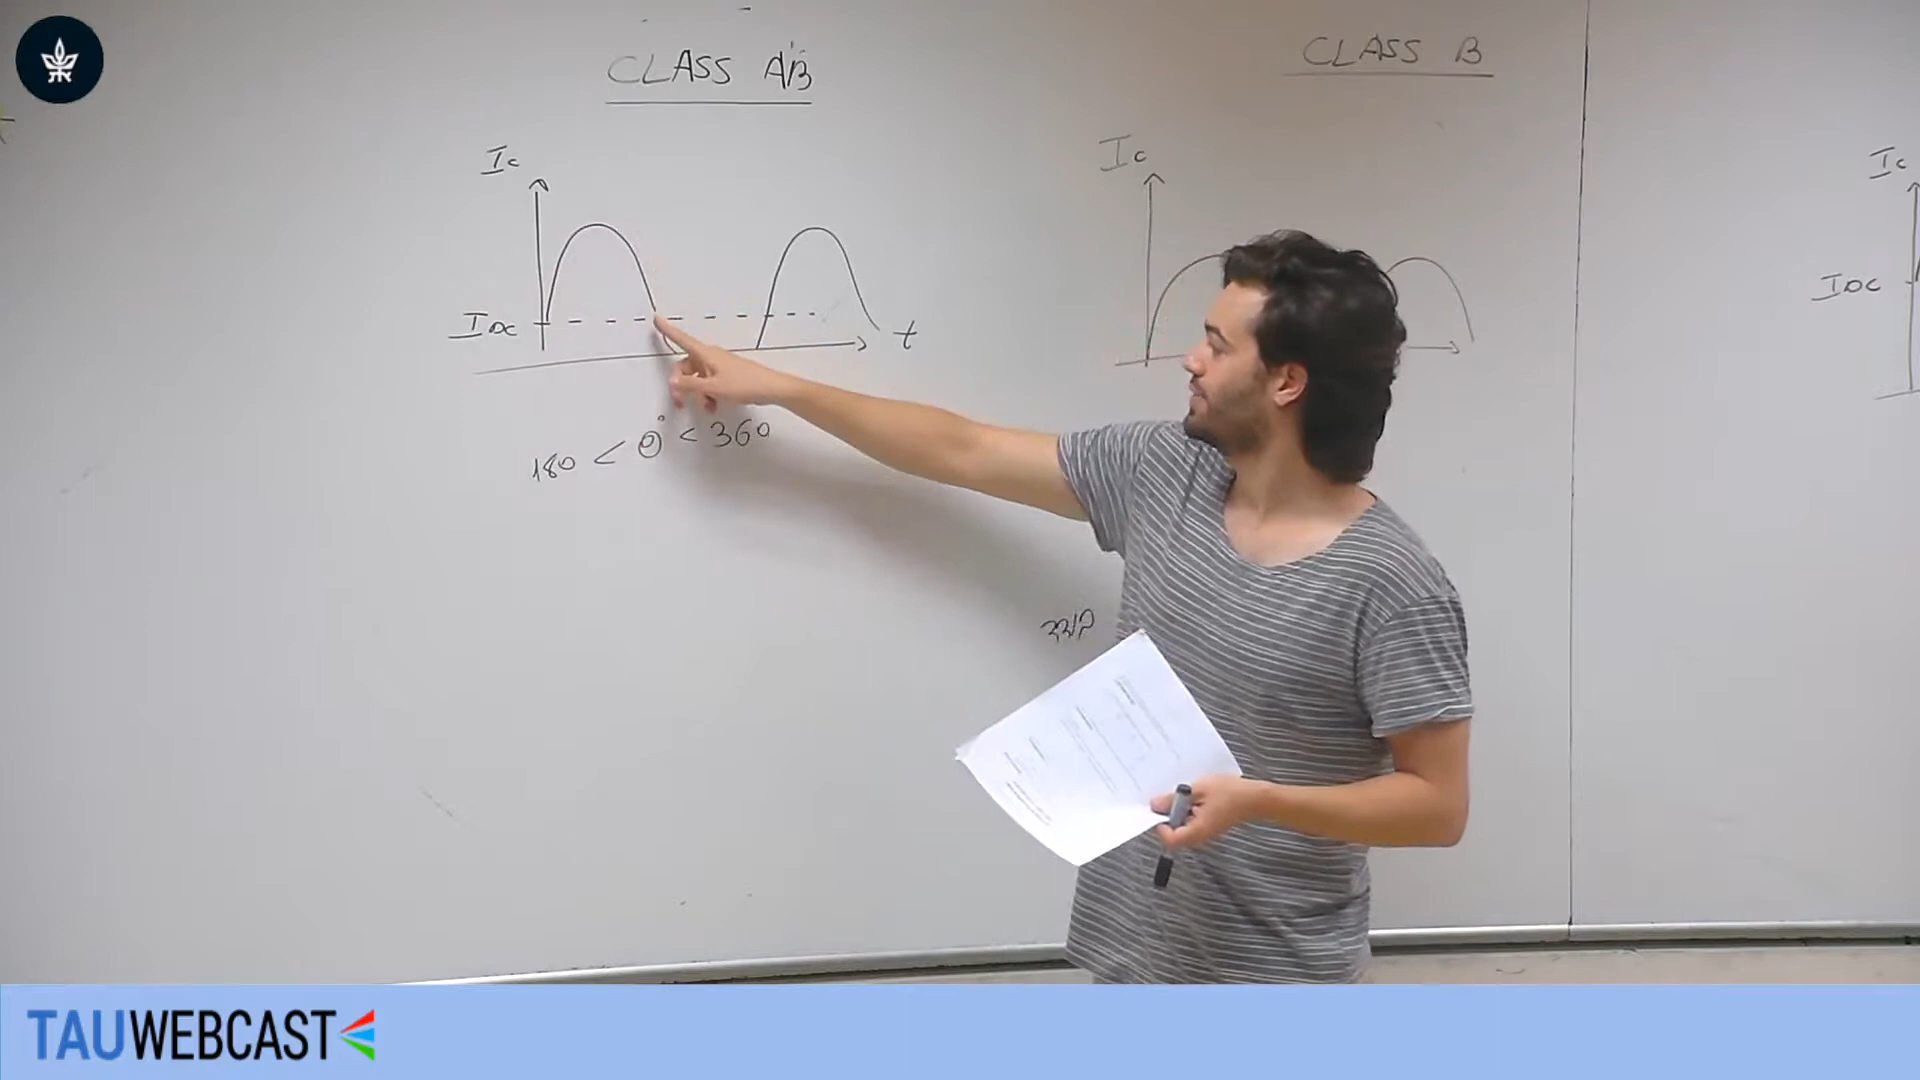 CLASS AB
Ic
IDC
t
180 < θ° < 360
CLASS B
Ic
Ic
IDC
TAUWEBCAST